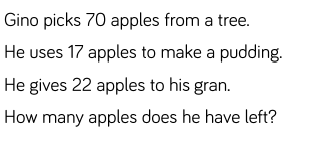 Gino picks 70 apples from a tree.
He uses 17 apples to make a pudding.
He gives 22 apples to his gran.
How many apples does he have left?